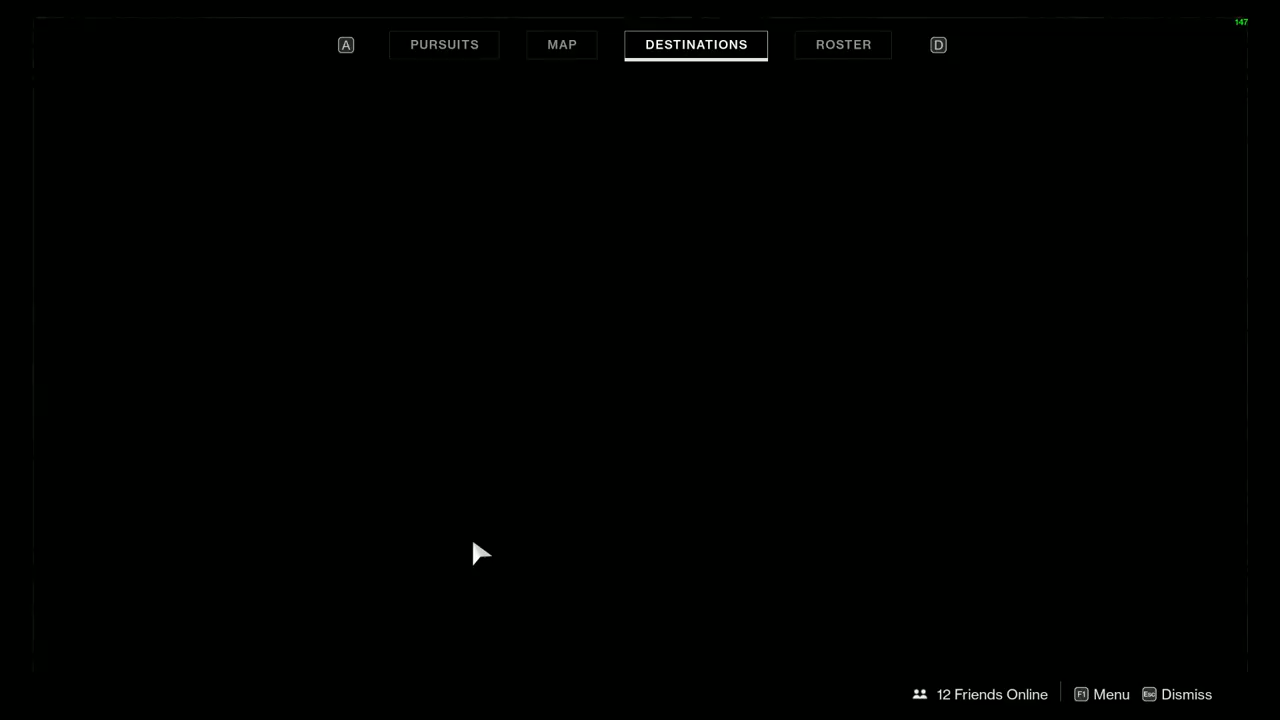 147
A PURSUITS MAP DESTINATIONS ROSTER D
12 Friends Online F1 Menu Esc Dismiss